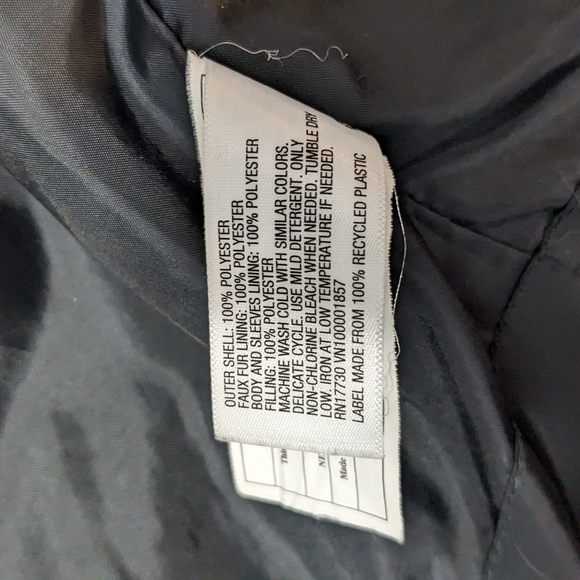 OUTER SHELL: 100% POLYESTER
FAUX FUR LINING: 100% POLYESTER
BODY AND SLEEVES LINING: 100% POLYESTER
FILLING: 100% POLYESTER
MACHINE WASH COLD WITH SIMILAR COLORS.
DELICATE CYCLE. USE MILD DETERGENT. ONLY
NON-CHLORINE BLEACH WHEN NEEDED. TUMBLE DRY
LOW. IRON AT LOW TEMPERATURE IF NEEDED.
RN17730 VN100001857
LABEL MADE FROM 100% RECYCLED PLASTIC
Made